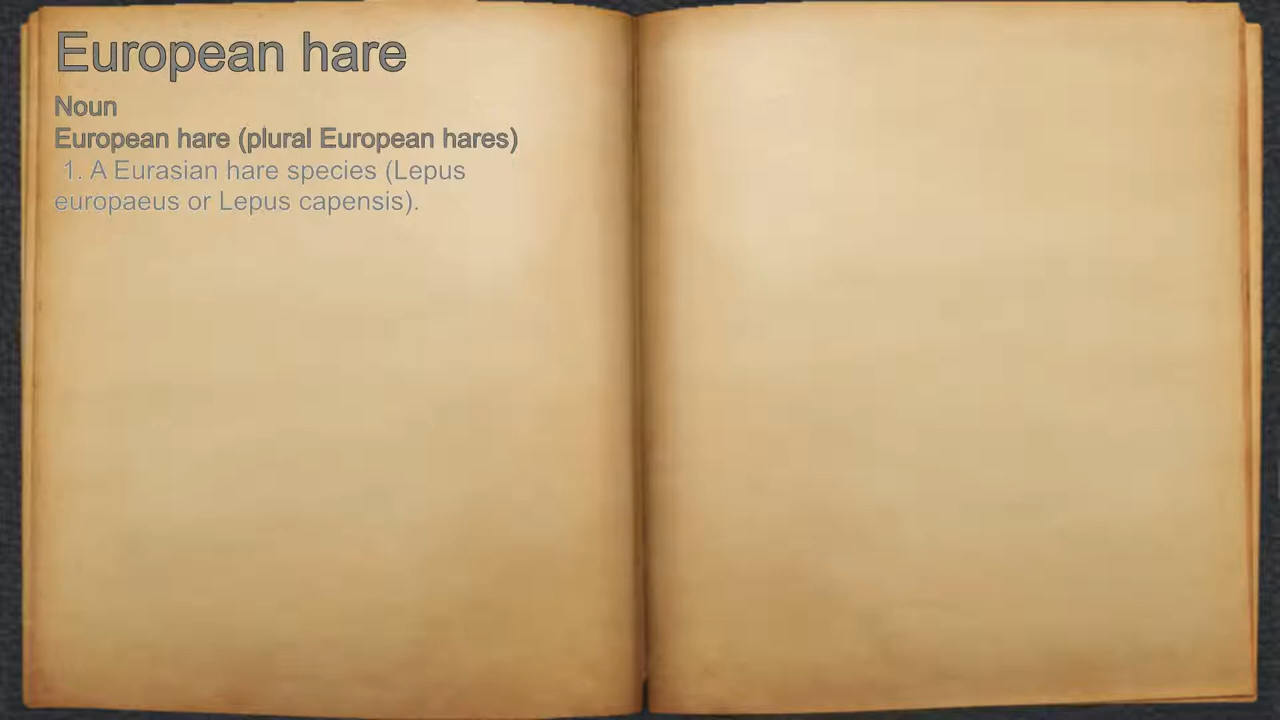 European hare
Noun
European hare (plural European hares)
1. A Eurasian hare species (Lepus
europaeus or Lepus capensis).